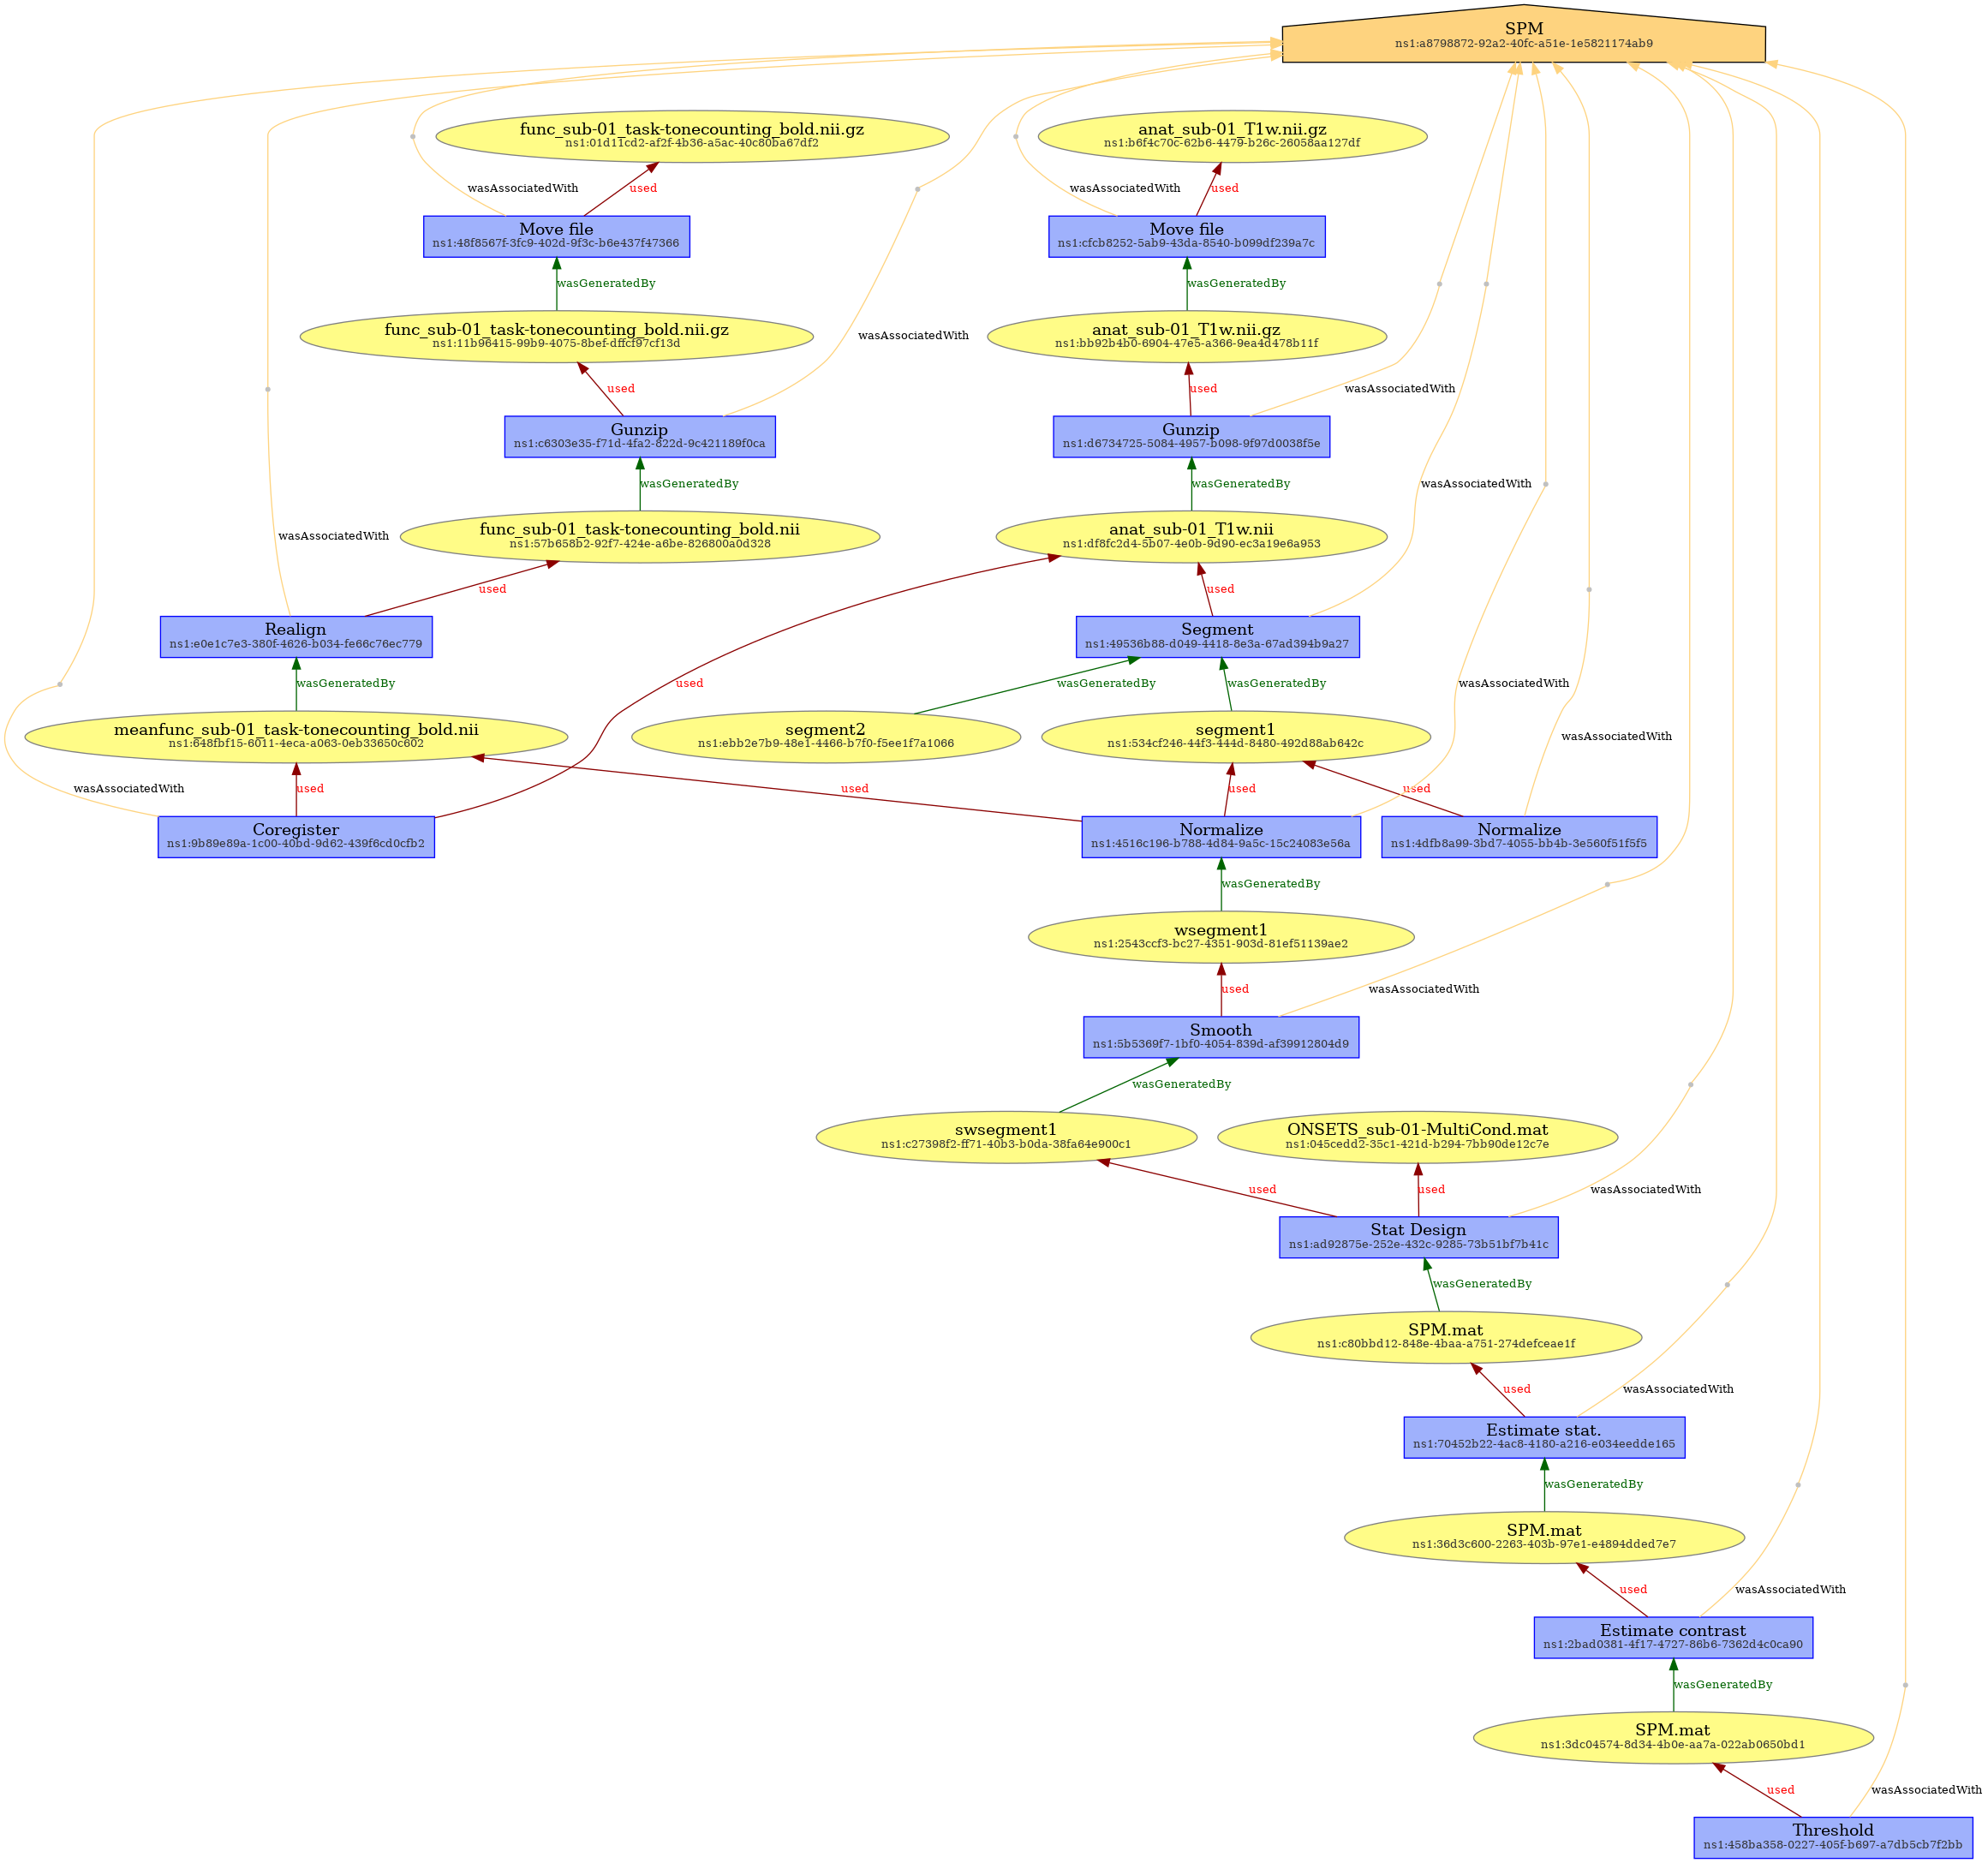 SPM
ns1:a8798872-92a2-40fc-a51e-1e5821174ab9
func_sub-01_task-tonecounting_bold.nii.gz
ns1:01d11cd2-af2f-4b36-a5ac-40c80ba67df2
anat_sub-01_T1w.nii.gz
ns1:b6f4c70c-62b6-4479-b26c-26058aa127df
wasAssociatedWith
used
wasAssociatedWith
used
Move file
ns1:48f8567f-3fc9-402d-9f3c-b6e437f47366
Move file
ns1:cfcb8252-5ab9-43da-8540-b099df239a7c
wasGeneratedBy
wasGeneratedBy
func_sub-01_task-tonecounting_bold.nii.gz
ns1:11b96415-99b9-4075-8bef-dffcf97cf13d
wasAssociatedWith
anat_sub-01_T1w.nii.gz
ns1:bb92b4b0-6904-47e5-a366-9ea4d478b11f
used
used
wasAssociatedWith
Gunzip
ns1:c6303e35-f71d-4fa2-822d-9c421189f0ca
Gunzip
ns1:d6734725-5084-4957-b098-9f97d0038f5e
wasGeneratedBy
wasGeneratedBy
wasAssociatedWith
wasAssociatedWith
func_sub-01_task-tonecounting_bold.nii
ns1:57b658b2-92f7-424e-a6be-826800a0d328
anat_sub-01_T1w.nii
ns1:df8fc2d4-5b07-4e0b-9d90-ec3a19e6a953
used
used
Realign
ns1:e0e1c7e3-380f-4626-b034-fe66c76ec779
Segment
ns1:49536b88-d049-4418-8e3a-67ad394b9a27
wasGeneratedBy
used
wasGeneratedBy
wasGeneratedBy
wasAssociatedWith
meanfunc_sub-01_task-tonecounting_bold.nii
ns1:648fbf15-6011-4eca-a063-0eb33650c602
segment2
ns1:ebb2e7b9-48e1-4466-b7f0-f5ee1f7a1066
segment1
ns1:534cf246-44f3-444d-8480-492d88ab642c
wasAssociatedWith
wasAssociatedWith
used
used
used
used
Coregister
ns1:9b89e89a-1c00-40bd-9d62-439f6cd0cfb2
Normalize
ns1:4516c196-b788-4d84-9a5c-15c24083e56a
Normalize
ns1:4dfb8a99-3bd7-4055-bb4b-3e560f51f5f5
wasGeneratedBy
wsegment1
ns1:2543ccf3-bc27-4351-903d-81ef51139ae2
used
wasAssociatedWith
Smooth
ns1:5b5369f7-1bf0-4054-839d-af39912804d9
wasGeneratedBy
swsegment1
ns1:c27398f2-ff71-40b3-b0da-38fa64e900c1
ONSETS_sub-01-MultiCond.mat
ns1:045cedd2-35c1-421d-b294-7bb90de12c7e
used
used
wasAssociatedWith
Stat Design
ns1:ad92875e-252e-432c-9285-73b51bf7b41c
wasGeneratedBy
SPM.mat
ns1:c80bbd12-848e-4baa-a751-274defceae1f
used
wasAssociatedWith
Estimate stat.
ns1:70452b22-4ac8-4180-a216-e034eedde165
wasGeneratedBy
SPM.mat
ns1:36d3c600-2263-403b-97e1-e4894dded7e7
used
wasAssociatedWith
Estimate contrast
ns1:2bad0381-4f17-4727-86b6-7362d4c0ca90
wasGeneratedBy
SPM.mat
ns1:3dc04574-8d34-4b0e-aa7a-022ab0650bd1
used
wasAssociatedWith
Threshold
ns1:458ba358-0227-405f-b697-a7db5cb7f2bb